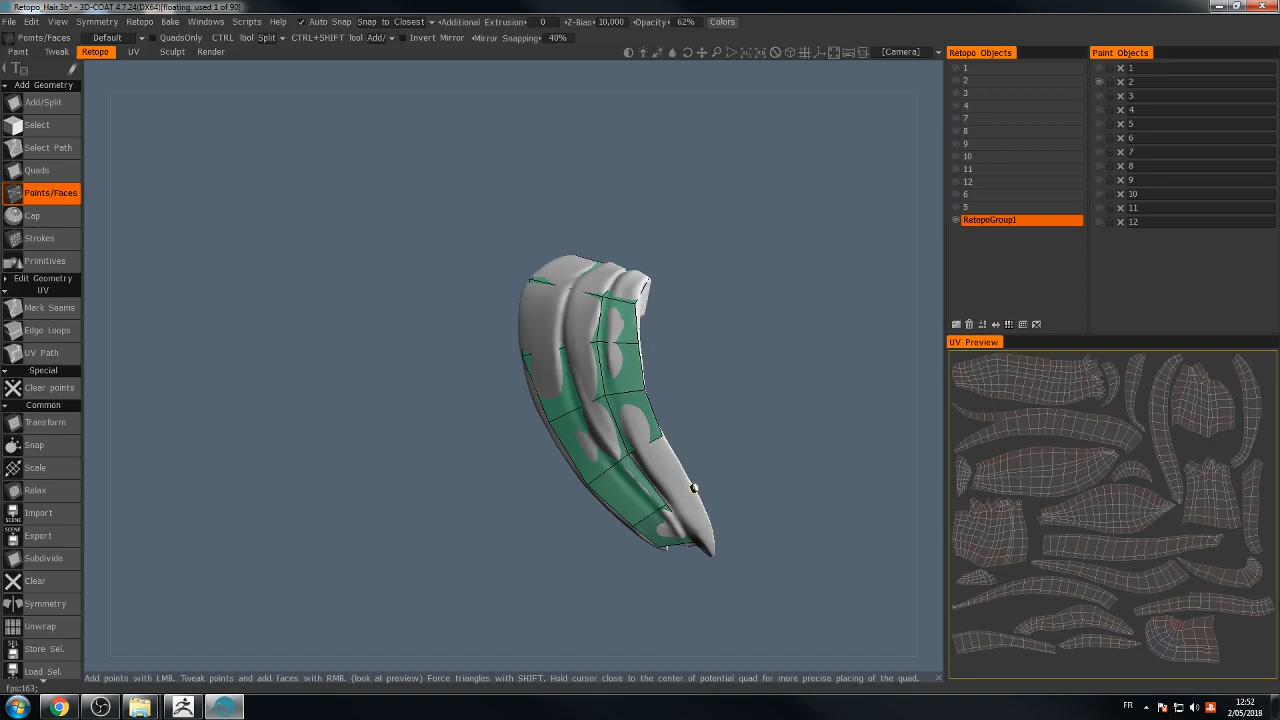 Retopo_Hair.3b* - 3D-COAT 4.7.24(DX64)[floating, used 1 of 90]
File Edit View Textures Retopo Bake Windows Scripts Symmetry Help Auto Snap Snap to Closest Additional Extrusion 0 Z-Bias 10,000 Opacity 62% Colors
Points/Faces Default QuadsOnly CTRL Tool Split CTRL+SHIFT Tool Add/ Invert Mirror Mirror Snapping 40%
Paint Tweak Retopo UV Sculpt Render [Camera]
Retopo Objects
1
2
3
4
7
8
9
10
11
12
6
5
RetopoGroup1
Paint Objects
1
2
3
4
5
6
7
8
9
10
11
12
UV Preview
Add Geometry
Add/Split
Select
Select Path
Quads
Points/Faces
Cap
Strokes
Primitives
Edit Geometry
UV
Mark Seams
Edge Loops
UV Path
Special
Clear points
Common
Transform
Snap
Scale
Relax
SCENE
Import
SCENE
Export
Subdivide
Clear
Symmetry
Unwrap
SEL
Store Sel.
SEL
Load Sel.
fps:163;
Add points with LMB. Tweak points and add faces with RMB. (look at preview) Force triangles with SHIFT. Hold cursor close to the center of potential quad for more precise placing of the quad.
FR
12:52
2/05/2018